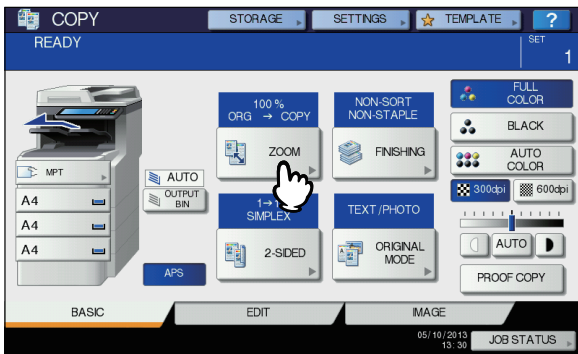 COPY
STORAGE
SETTINGS
TEMPLATE
?
READY
SET
1
100 %
ORG → COPY
NON-SORT
NON-STAPLE
FULL
COLOR
BLACK
ZOOM
FINISHING
AUTO
COLOR
MPT
AUTO
OUTPUT
BIN
300dpi
600dpi
A4
A4
A4
SIMPLEX
TEXT/PHOTO
2-SIDED
ORIGINAL
MODE
AUTO
APS
PROOF COPY
BASIC
EDIT
IMAGE
05/10/2013
13:30
JOB STATUS